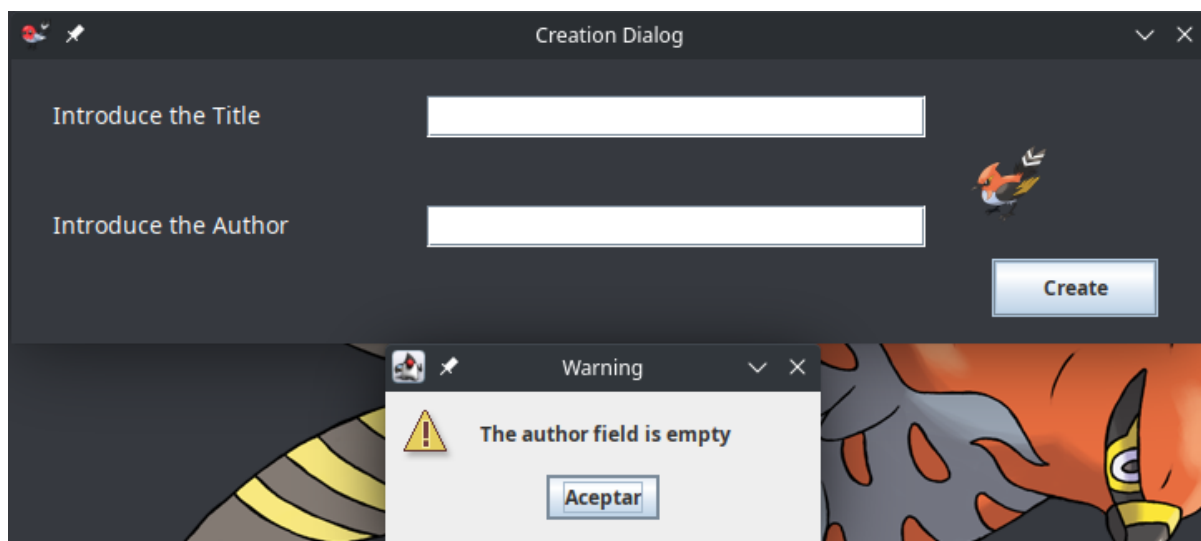 Creation Dialog
Introduce the Title
Introduce the Author
Create
Warning
The author field is empty
Aceptar